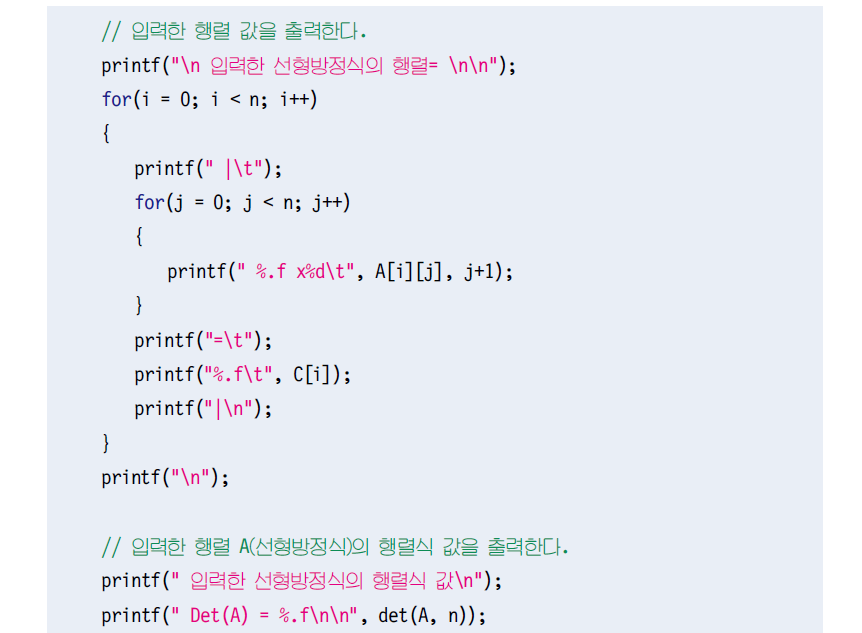 // 입력한 행렬 값을 출력한다.
printf("\n 입력한 선형방정식의 행렬= \n\n");
for(i = 0; i < n; i++)
{
printf(" |\t");
for(j = 0; j < n; j++)
{
printf(" %.f x%d\t", A[i][j], j+1);
}
printf("=\t");
printf("%.f\t", C[i]);
printf("|\n");
}
printf("\n");
// 입력한 행렬 A(선형방정식)의 행렬식 값을 출력한다.
printf(" 입력한 선형방정식의 행렬식 값\n");
printf(" Det(A) = %.f\n\n", det(A, n));